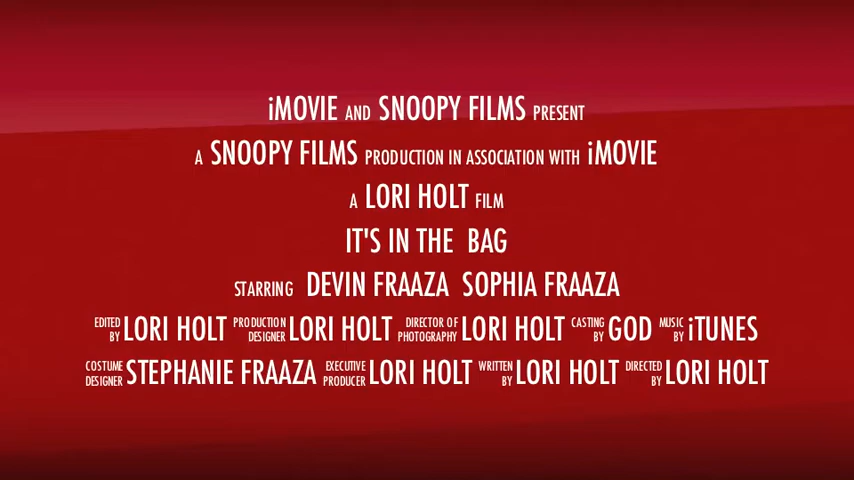 iMOVIE AND SNOOPY FILMS PRESENT
A SNOOPY FILMS PRODUCTION IN ASSOCIATION WITH iMOVIE
A LORI HOLT FILM
IT'S IN THE BAG
STARRING DEVIN FRAAZA SOPHIA FRAAZA
EDITED BY LORI HOLT PRODUCTION DESIGNER LORI HOLT DIRECTOR OF PHOTOGRAPHY LORI HOLT CASTING BY GOD MUSIC BY iTUNES
COSTUME DESIGNER STEPHANIE FRAAZA EXECUTIVE PRODUCER LORI HOLT WRITTEN BY LORI HOLT DIRECTED BY LORI HOLT